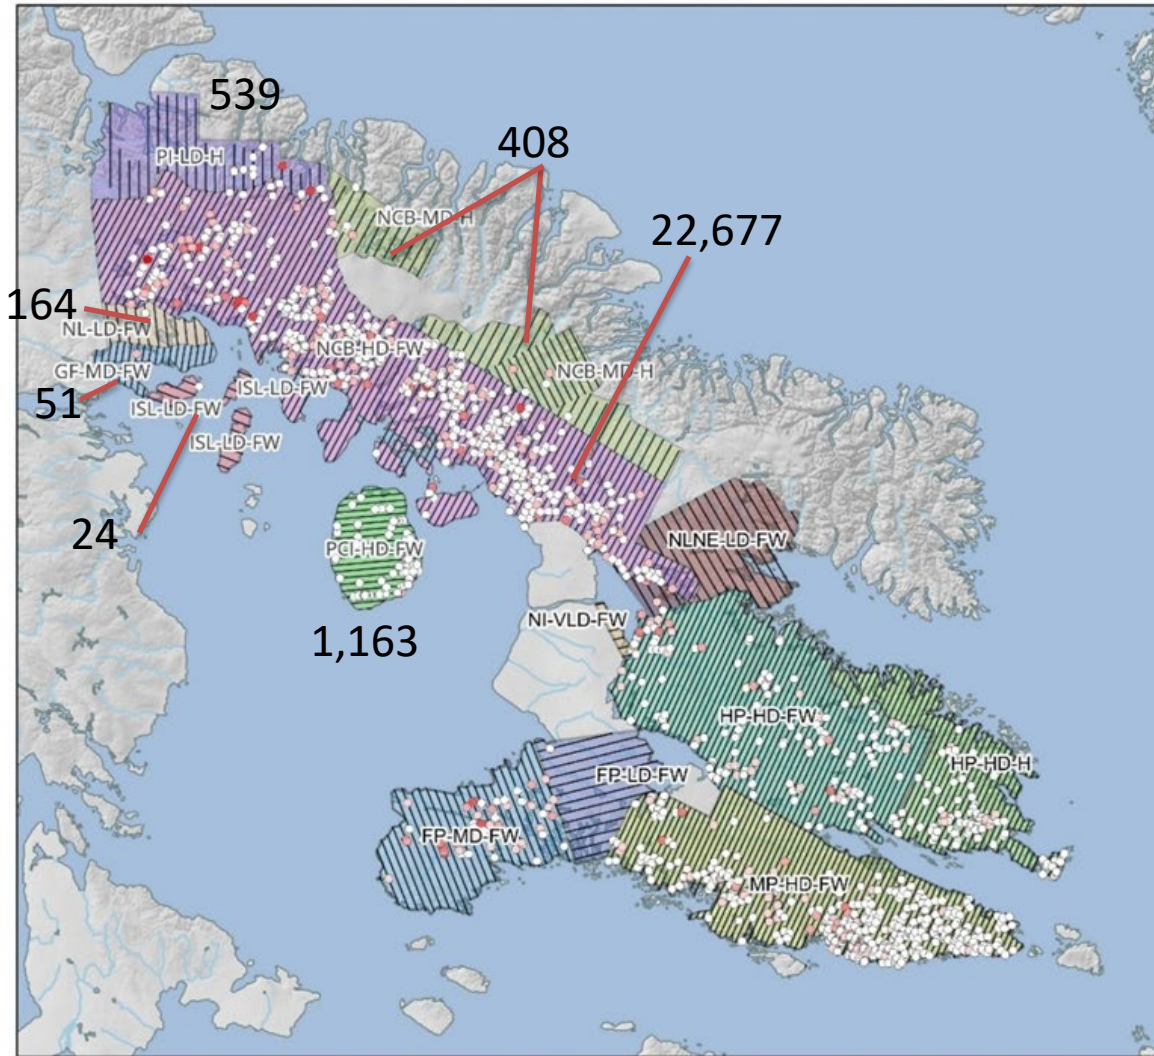 539
408
PI-LD-H
NCB-MD-H
22,677
164
NL-LD-FW
NCB-HD-FW
GF-MD-FW
NCB-MD-H
51
ISL-LD-FW
ISL-LD-FW
ISL-LD-FW
24
NLNE-LD-FW
PCI-HD-FW
NI-VLD-FW
1,163
HP-HD-FW
HP-HD-H
FP-LD-FW
FP-MD-FW
MP-HD-FW